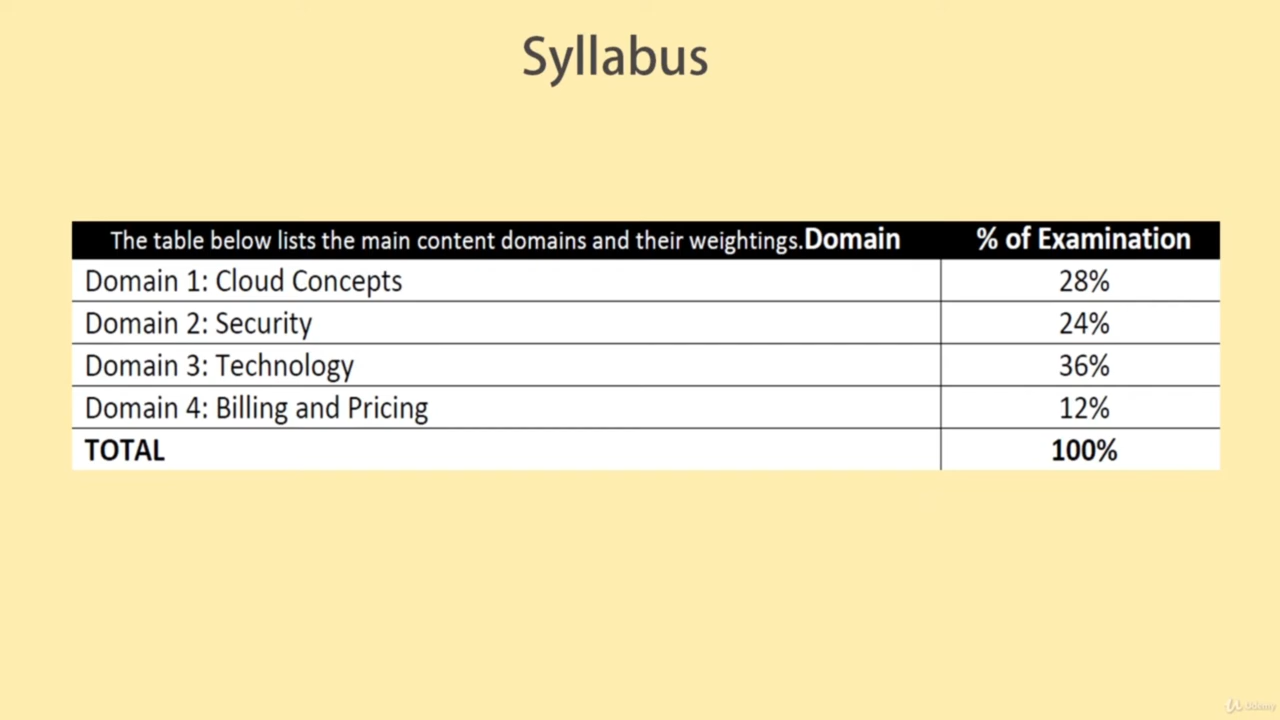 Syllabus
The table below lists the main content domains and their weightings.Domain % of Examination
Domain 1: Cloud Concepts 28%
Domain 2: Security 24%
Domain 3: Technology 36%
Domain 4: Billing and Pricing 12%
TOTAL 100%
Udemy